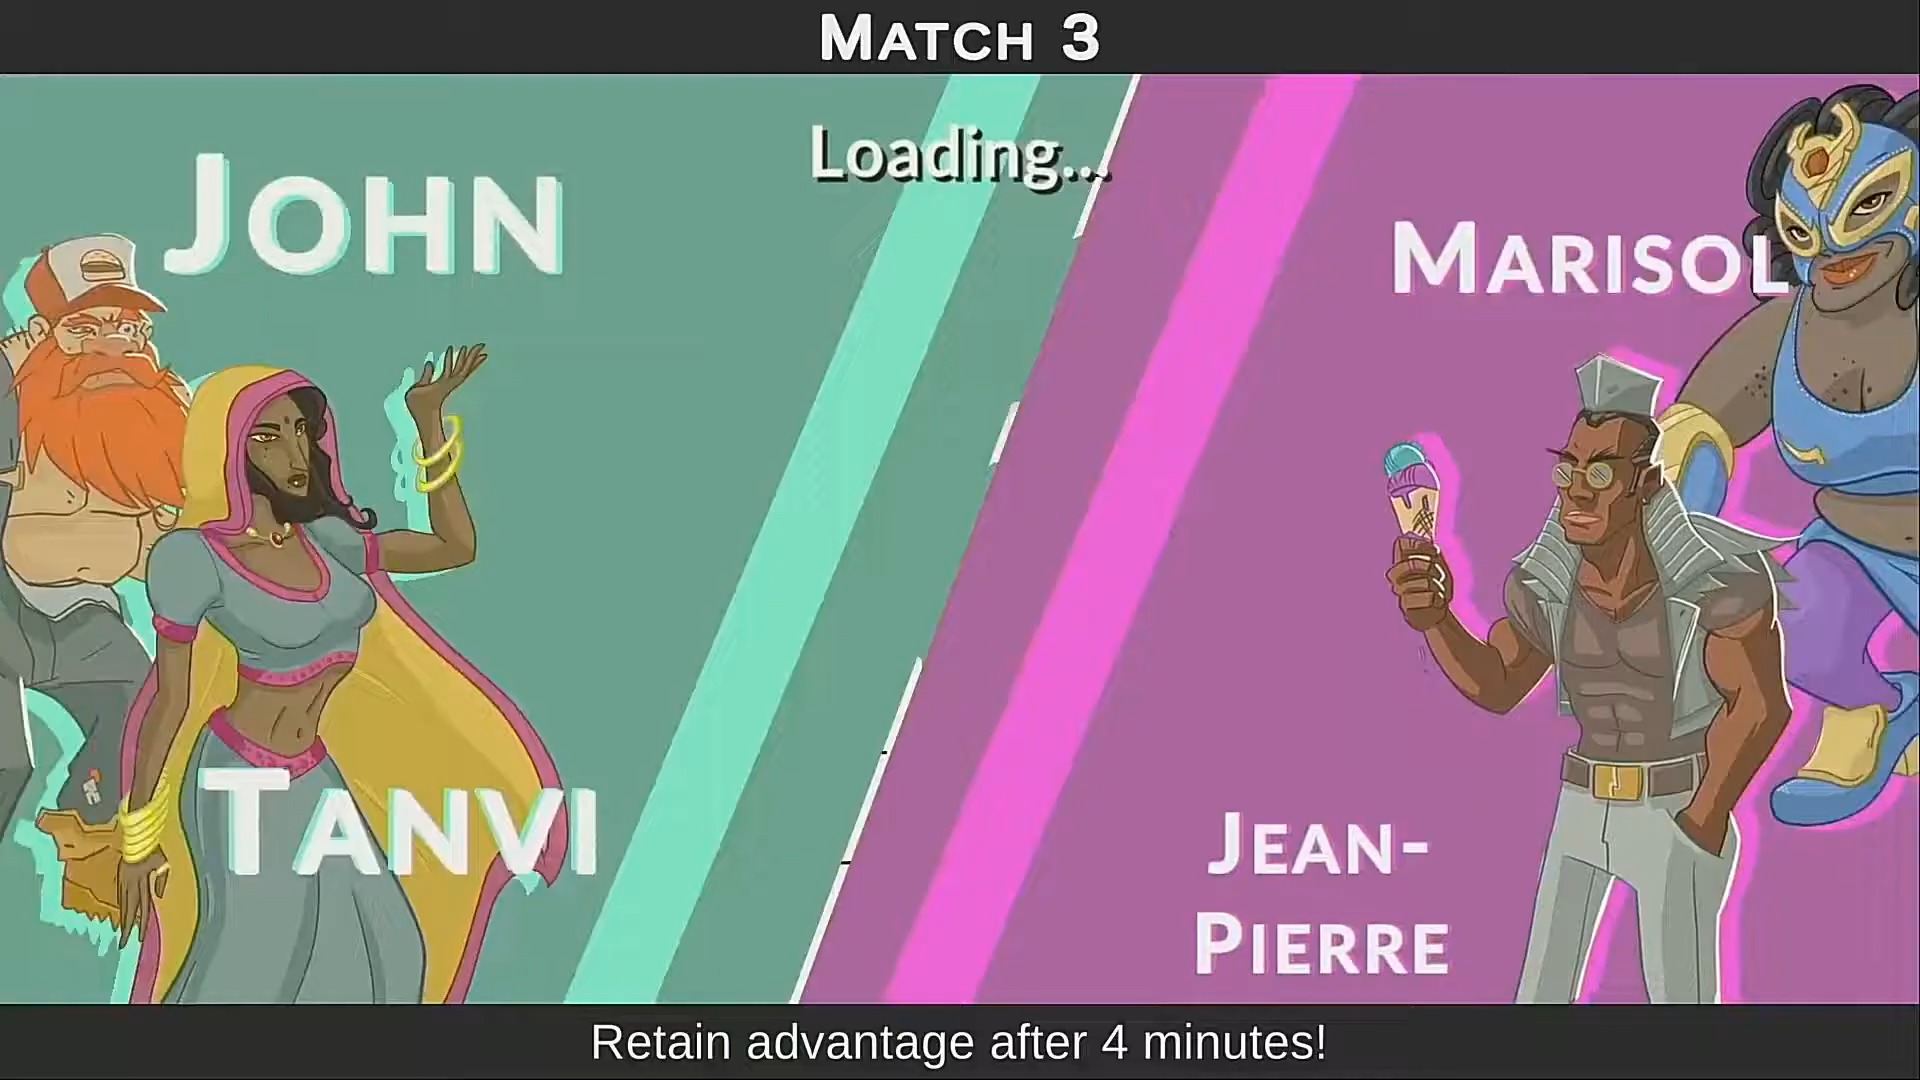 MATCH 3
Loading...
JOHN
MARISOL
TANVI
JEAN-
PIERRE
Retain advantage after 4 minutes!